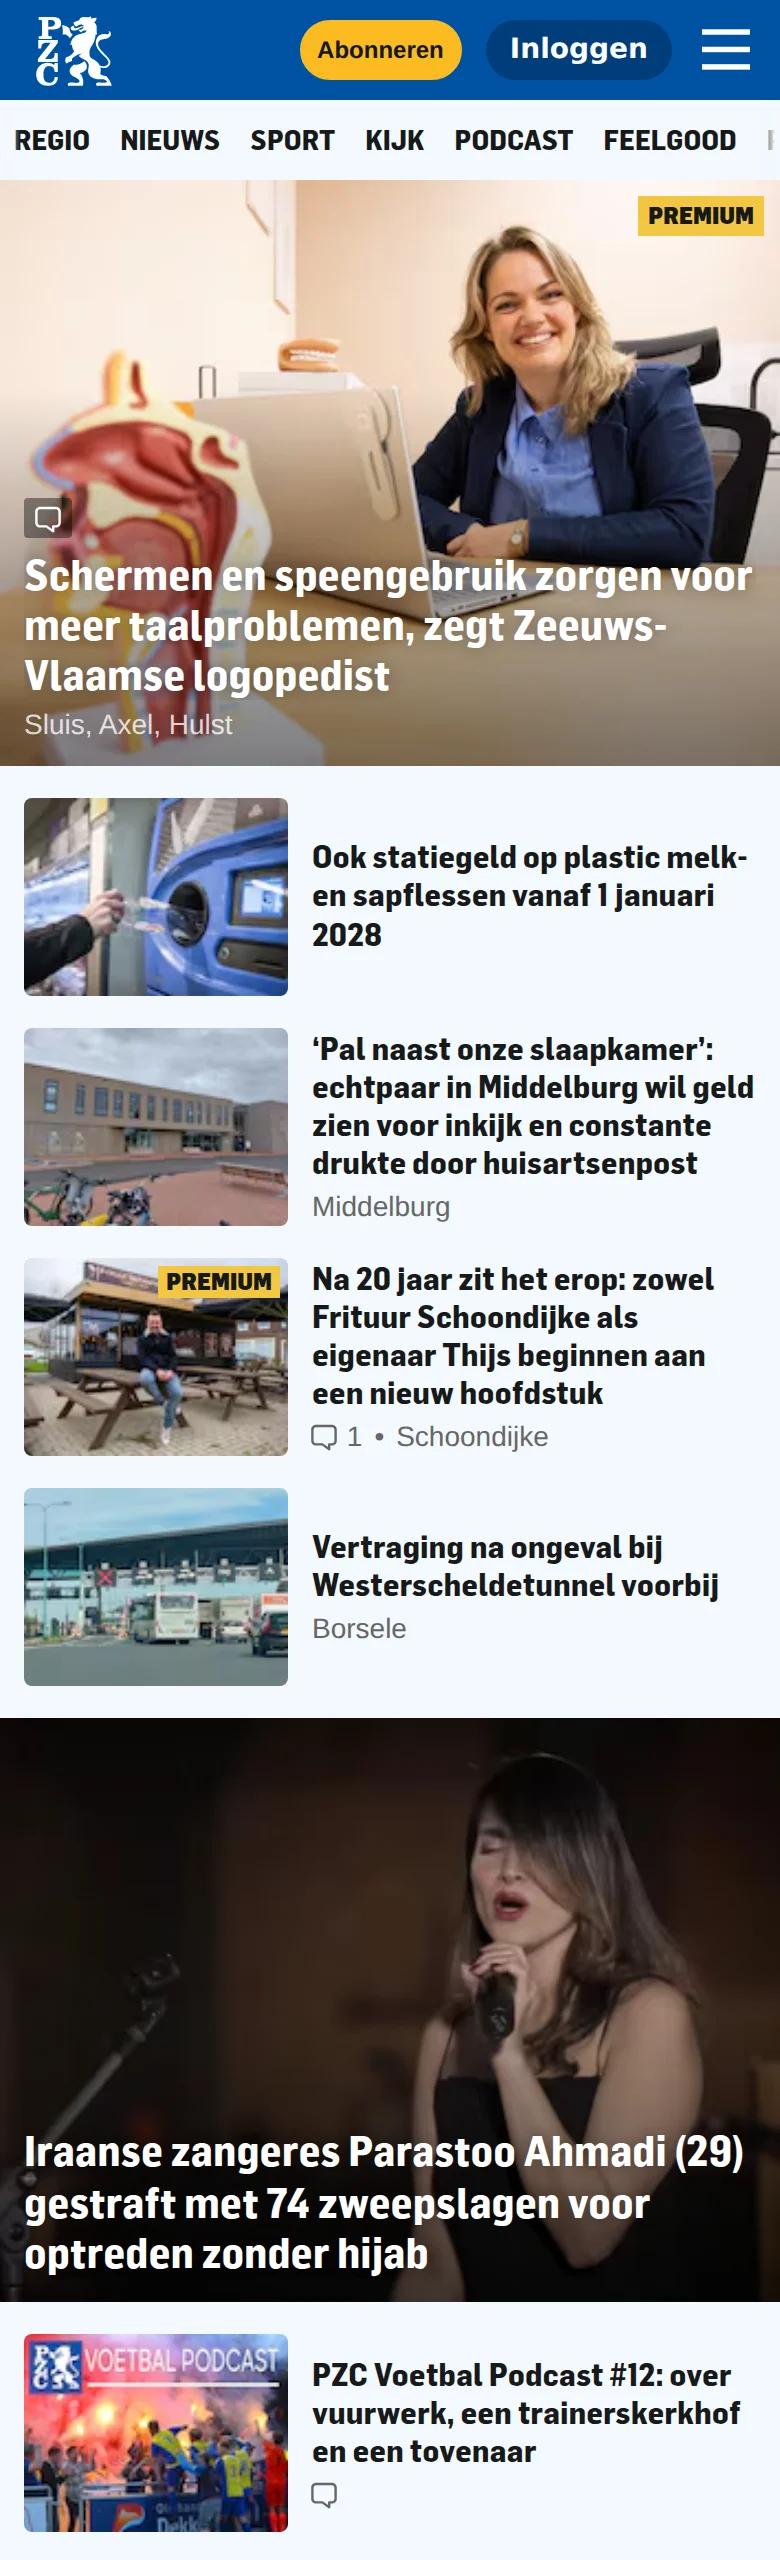 PZC
Abonneren
Inloggen
REGIO NIEUWS SPORT KIJK PODCAST FEELGOOD
PREMIUM
Schermen en speengebruik zorgen voor
meer taalproblemen, zegt Zeeuws-
Vlaamse logopedist
Sluis, Axel, Hulst
Ook statiegeld op plastic melk-
en sapflessen vanaf 1 januari
2028
‘Pal naast onze slaapkamer’:
echtpaar in Middelburg wil geld
zien voor inkijk en constante
drukte door huisartsenpost
Middelburg
PREMIUM
Na 20 jaar zit het erop: zowel
Frituur Schoondijke als
eigenaar Thijs beginnen aan
een nieuw hoofdstuk
1 • Schoondijke
Vertraging na ongeval bij
Westerscheldetunnel voorbij
Borsele
Iraanse zangeres Parastoo Ahmadi (29)
gestraft met 74 zweepslagen voor
optreden zonder hijab
PZC
VOETBAL PODCAST
Dekk
PZC Voetbal Podcast #12: over
vuurwerk, een trainerskerkhof
en een tovenaar